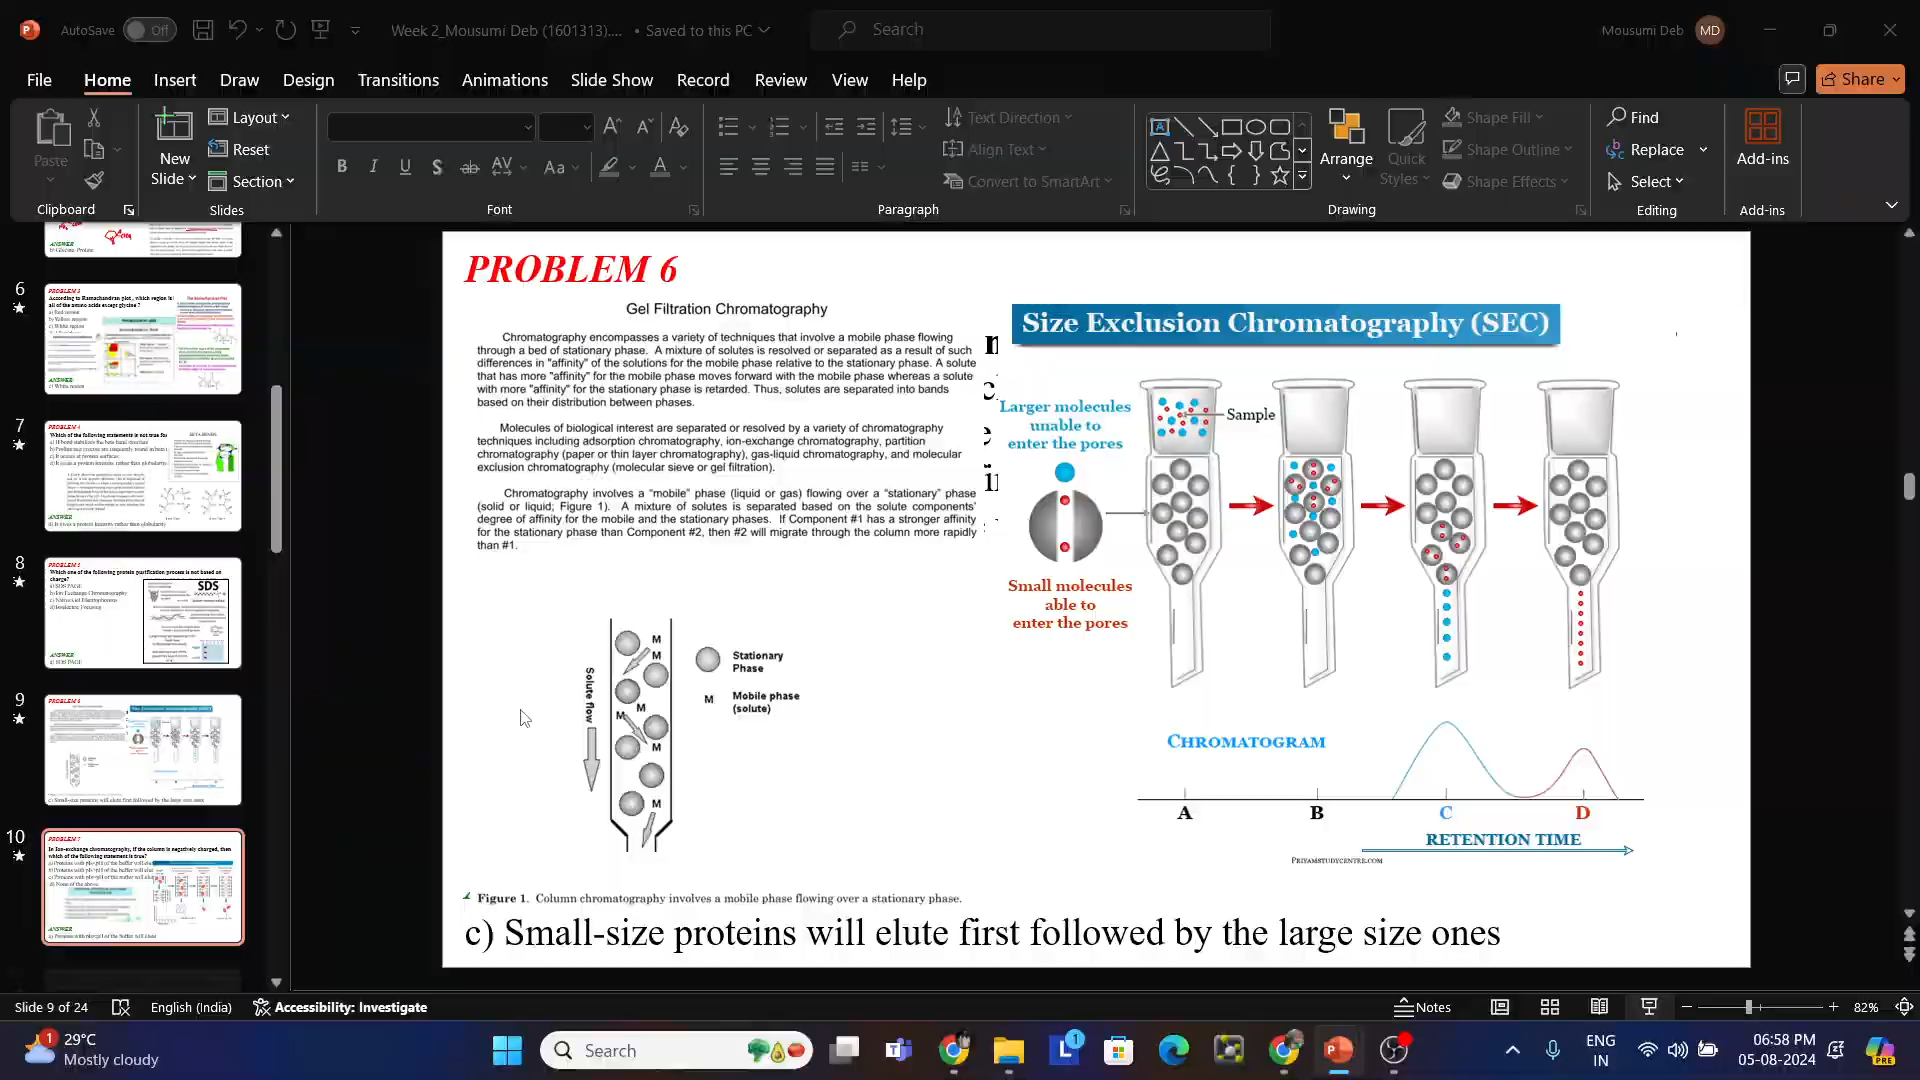 AutoSave Off Week 2_Mousumi Deb (1601313).... • Saved to this PC Search Mousumi Deb MD
File Home Insert Draw Design Transitions Animations Slide Show Record Review View Help Share
Paste New Slide Layout Reset Section
Text Direction Align Text Convert to SmartArt
Arrange Quick Styles Shape Fill Shape Outline Shape Effects
Find Replace Select Add-ins
Clipboard Slides Font Paragraph Drawing Editing Add-ins
6
7
8
9
10
PROBLEM 6
Gel Filtration Chromatography
Chromatography encompasses a variety of techniques that involve a mobile phase flowing
through a bed of stationary phase. A mixture of solutes is resolved or separated as a result of such
differences in "affinity" of the solutions for the mobile phase relative to the stationary phase. A solute
that has more "affinity" for the mobile phase moves forward with the mobile phase whereas a solute
with more "affinity" for the stationary phase is retarded. Thus, solutes are separated into bands
based on their distribution between phases.
Molecules of biological interest are separated or resolved by a variety of chromatography
techniques including adsorption chromatography, ion-exchange chromatography, partition
chromatography (paper or thin layer chromatography), gas-liquid chromatography, and molecular
exclusion chromatography (molecular sieve or gel filtration).
Chromatography involves a "mobile" phase (liquid or gas) flowing over a "stationary" phase
(solid or liquid; Figure 1). A mixture of solutes is separated based on the solute components'
degree of affinity for the mobile and the stationary phases. If Component #1 has a stronger affinity
for the stationary phase than Component #2, then #2 will migrate through the column more rapidly
than #1.
Solute flow
M
M
M
M
M
M
Stationary
Phase
M Mobile phase
(solute)
Figure 1. Column chromatography involves a mobile phase flowing over a stationary phase.
Size Exclusion Chromatography (SEC)
Larger molecules
unable to
enter the pores
Sample
Small molecules
able to
enter the pores
CHROMATOGRAM
A B C D
RETENTION TIME
PRIYAMSTUDYCENTRE.COM
c) Small-size proteins will elute first followed by the large size ones
Slide 9 of 24 English (India) Accessibility: Investigate Notes 82%
1 29°C
Mostly cloudy
Search
1
ENG
IN
06:58 PM
05-08-2024
PRE